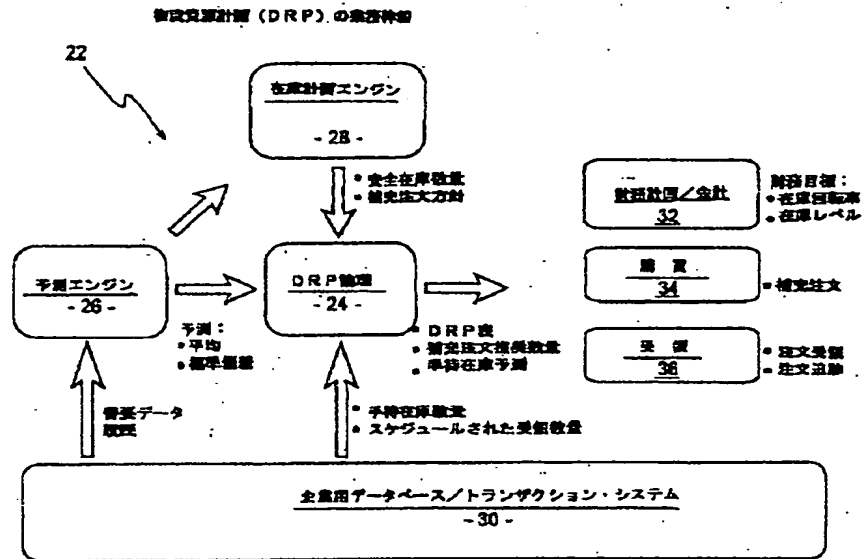 物流資源計画（DRP）の業務枠組
22
在庫計画エンジン
- 28 -
• 安全在庫数量
• 補充注文方針
財務計画／会計
32
財務目標：
• 在庫回転率
• 在庫レベル
予測エンジン
- 26 -
DRP論理
- 24 -
購買
34
• 補充注文
予測：
• 平均
• 標準偏差
• DRP表
• 補充注文推奨数量
• 手持在庫予測
受領
36
• 注文受領
• 注文追跡
需要データ
履歴
• 手持在庫数量
• スケジュールされた受領数量
全業用データベース／トランザクション・システム
- 30 -